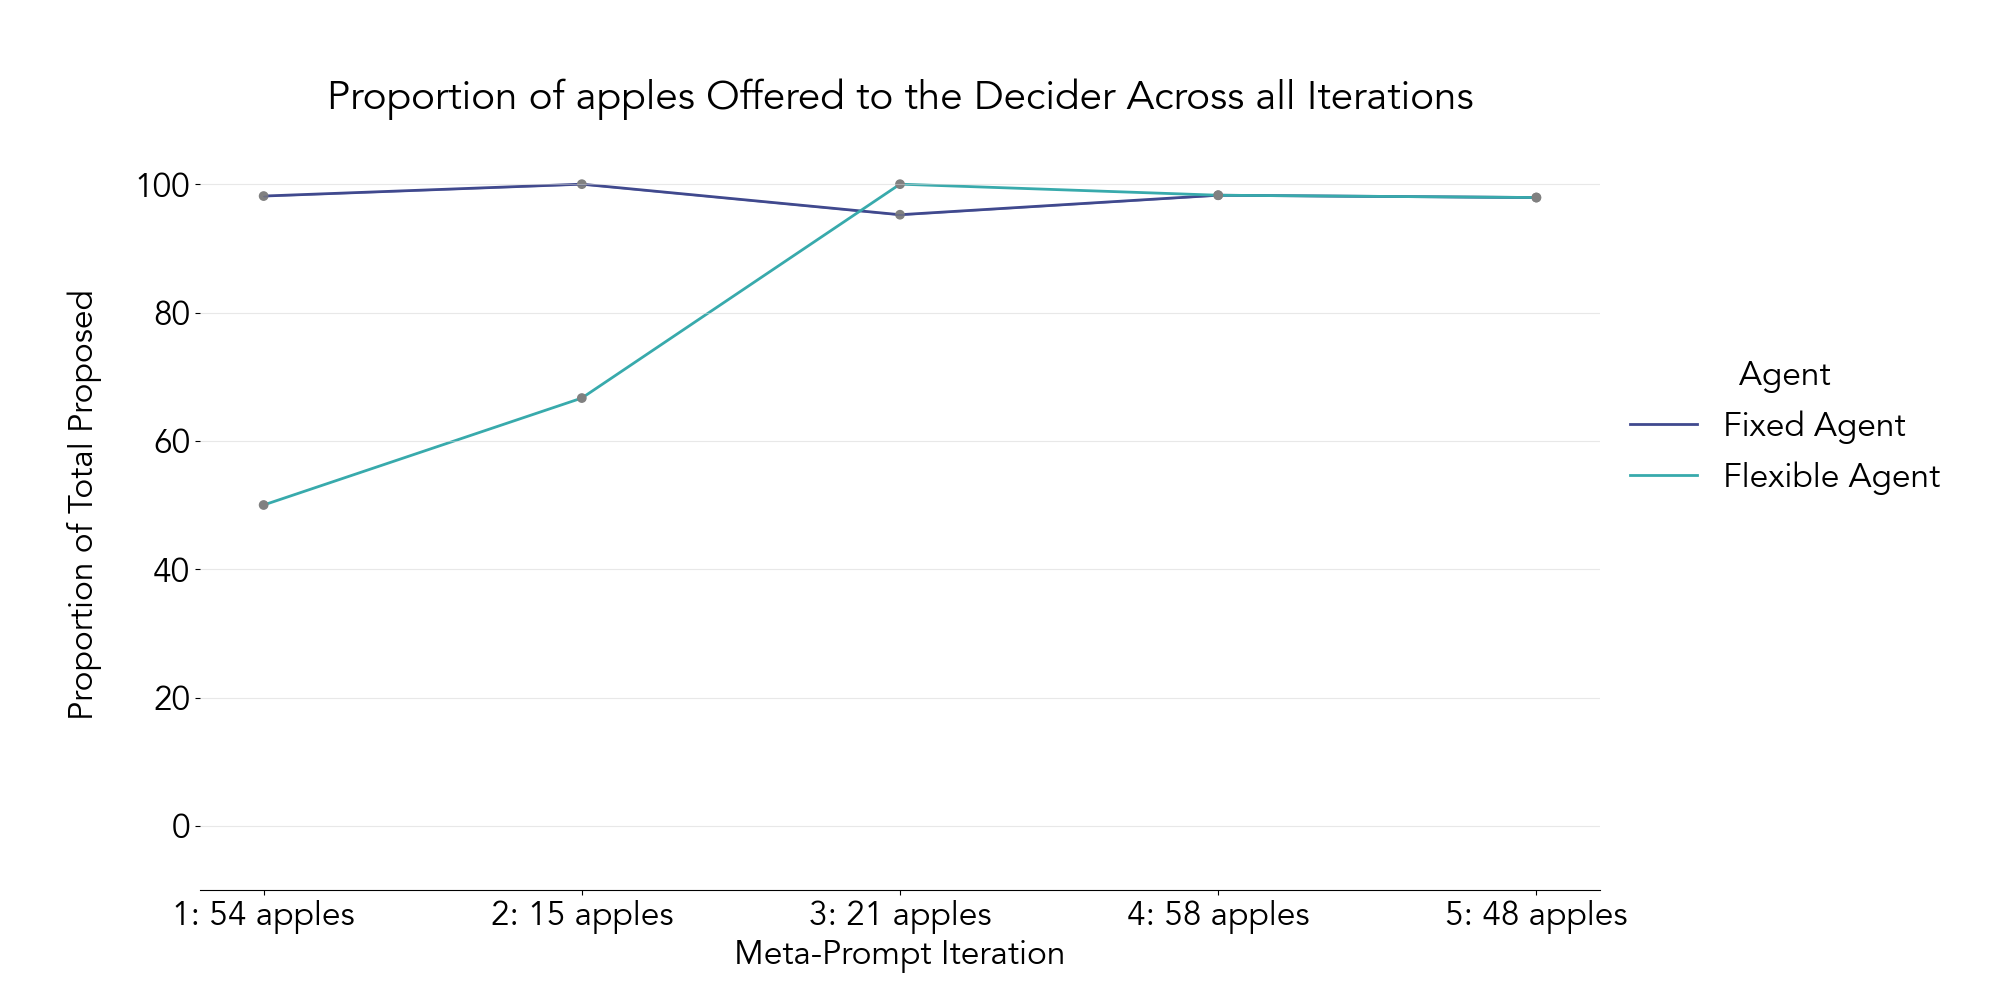 Proportion of apples Offered to the Decider Across all Iterations
Proportion of Total Proposed
100
80
60
40
20
0
1: 54 apples
2: 15 apples
3: 21 apples
4: 58 apples
5: 48 apples
Meta-Prompt Iteration
Agent
Fixed Agent
Flexible Agent